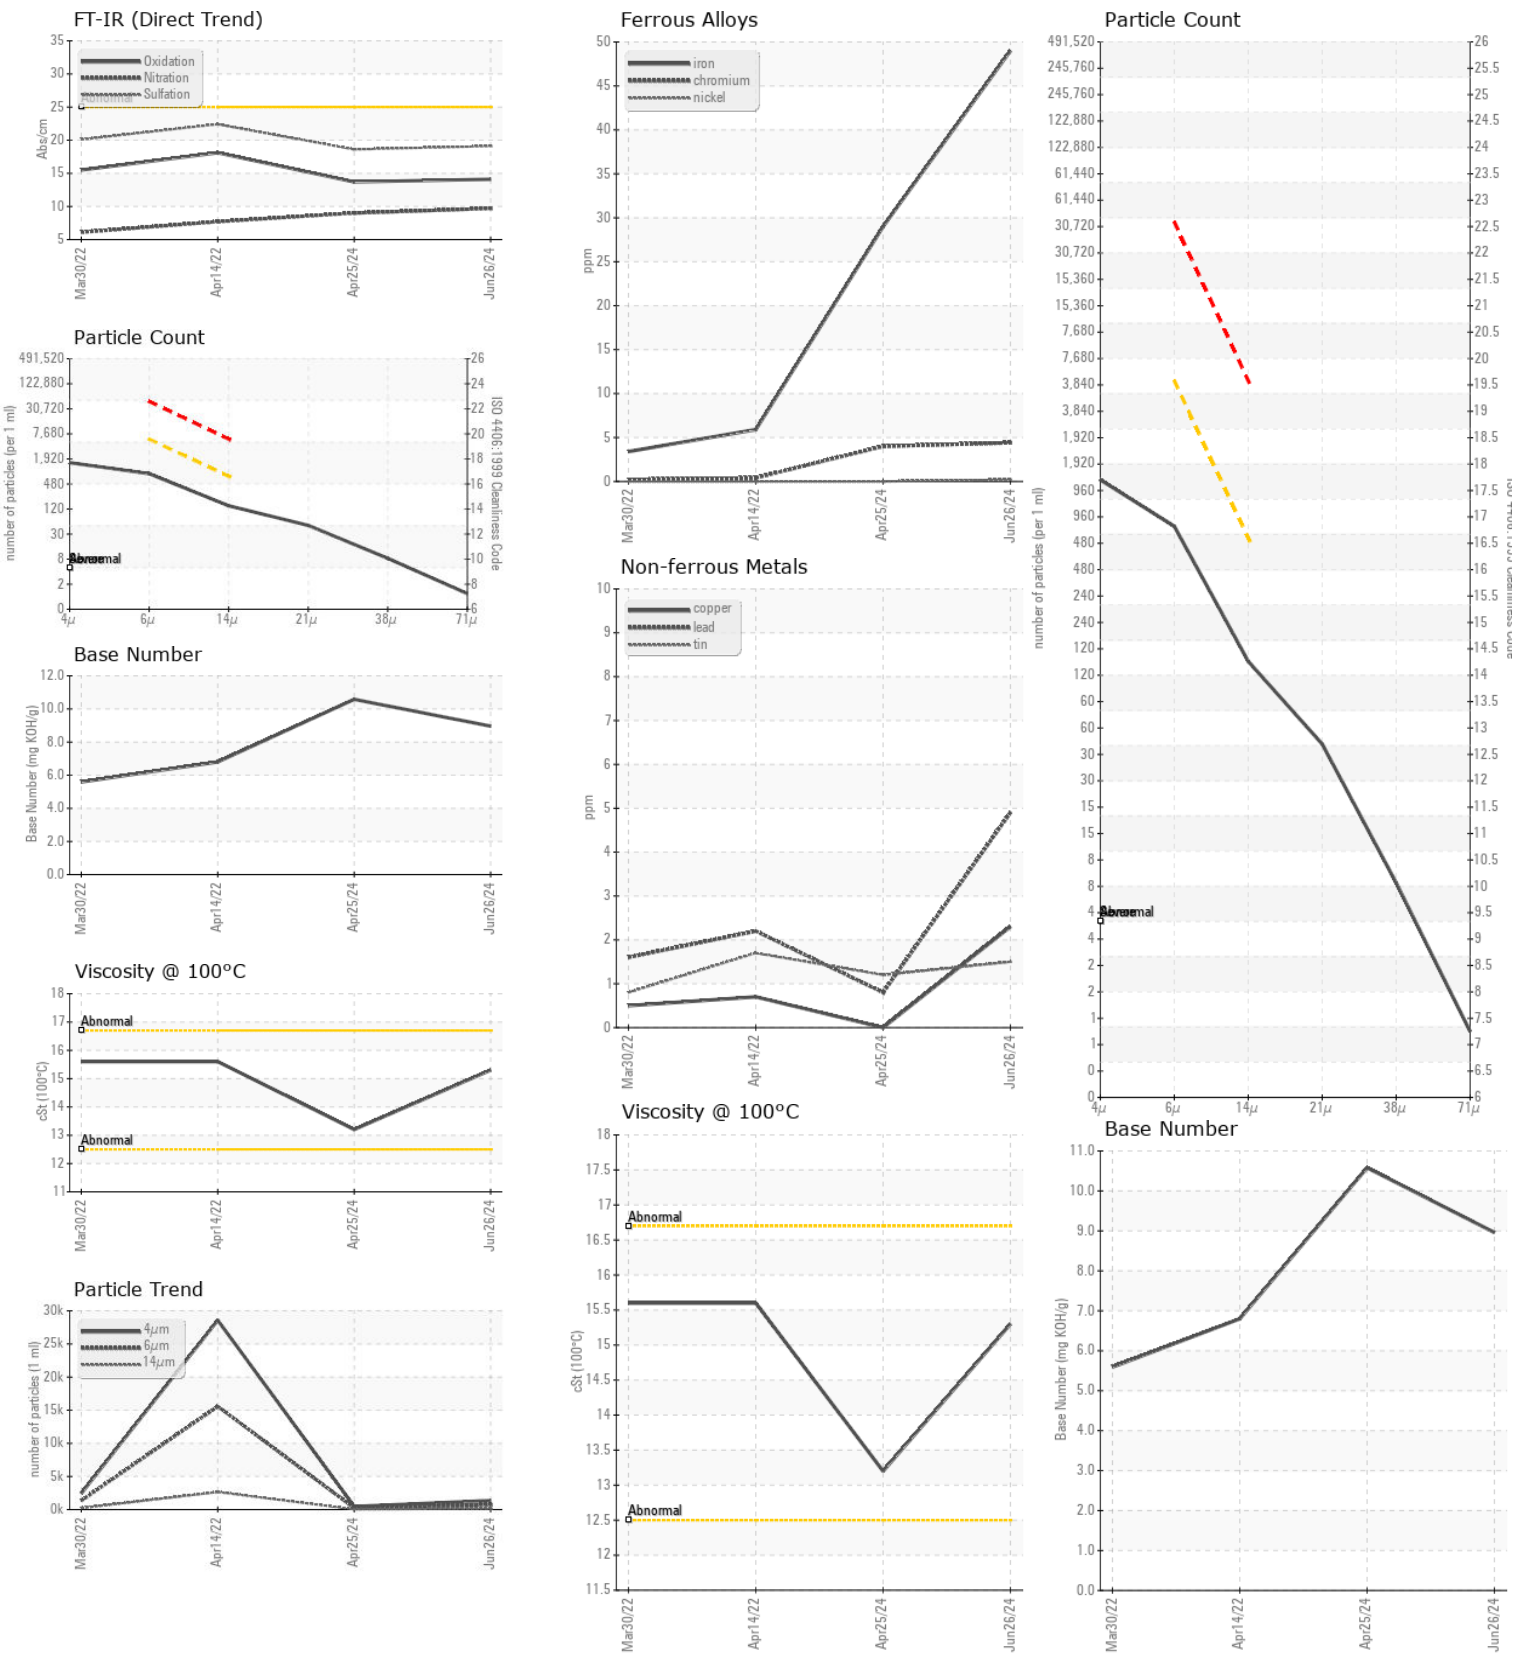 FT-IR (Direct Trend)
35
30
25
20
15
10
5
Abs/cm
Oxidation
Nitration
Sulfation
Abnormal
Mar30/22
Apr14/22
Apr25/24
Jun26/24
Particle Count
491,520
122,880
30,720
7,680
1,920
480
120
30
8
2
0
number of particles (per 1 ml)
26
24
22
20
18
16
14
12
10
8
6
ISO 4406:1999 Cleanliness Code
Abnormal
4µ
6µ
14µ
21µ
38µ
71µ
Base Number
12.0
10.0
8.0
6.0
4.0
2.0
0.0
Base Number (mg KOH/g)
Mar30/22
Apr14/22
Apr25/24
Jun26/24
Viscosity @ 100°C
18
17
16
15
14
13
12
11
cSt (100°C)
Abnormal
Abnormal
Mar30/22
Apr14/22
Apr25/24
Jun26/24
Particle Trend
30k
25k
20k
15k
10k
5k
0k
number of particles (1 ml)
4µm
6µm
14µm
Mar30/22
Apr14/22
Apr25/24
Jun26/24
Ferrous Alloys
50
45
40
35
30
25
20
15
10
5
0
ppm
iron
chromium
nickel
Mar30/22
Apr14/22
Apr25/24
Jun26/24
Non-ferrous Metals
10
9
8
7
6
5
4
3
2
1
0
ppm
copper
lead
tin
Mar30/22
Apr14/22
Apr25/24
Jun26/24
Viscosity @ 100°C
18
17.5
17
16.5
16
15.5
15
14.5
14
13.5
13
12.5
12
11.5
cSt (100°C)
Abnormal
Abnormal
Mar30/22
Apr14/22
Apr25/24
Jun26/24
Particle Count
491,520
245,760
245,760
122,880
122,880
61,440
61,440
30,720
30,720
15,360
15,360
7,680
7,680
3,840
3,840
1,920
1,920
960
960
480
480
240
240
120
120
60
60
30
30
15
15
8
8
4
4
2
2
1
1
0
0
number of particles (per 1 ml)
26
25.5
25
24.5
24
23.5
23
22.5
22
21.5
21
20.5
20
19.5
19
18.5
18
17.5
17
16.5
16
15.5
15
14.5
14
13.5
13
12.5
12
11.5
11
10.5
10
9.5
9
8.5
8
7.5
7
6.5
6
Abnormal
4µ
6µ
14µ
21µ
38µ
71µ
Base Number
11.0
10.0
9.0
8.0
7.0
6.0
5.0
4.0
3.0
2.0
1.0
0.0
Base Number (mg KOH/g)
Mar30/22
Apr14/22
Apr25/24
Jun26/24